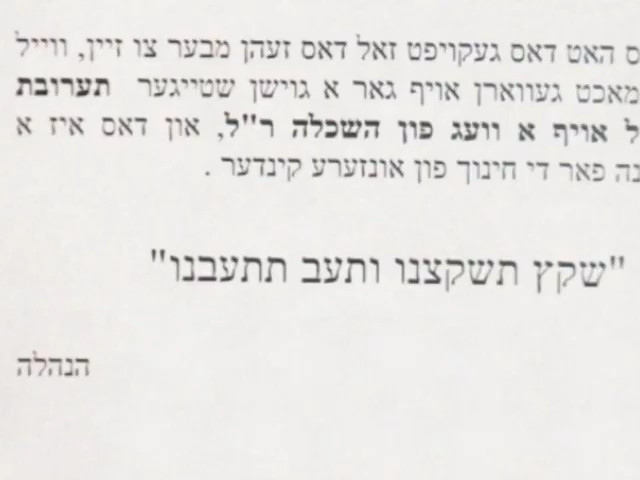 ס האט דאס געקויפט זאל דאס זעהן מבער צו זיין, ווייל
מאכט געווארן אויף גאר א גוישן שטייגער תערובת
ל אויף א וועג פון השכלה ר"ל, און דאס איז א
נה פאר די חינוך פון אונזערע קינדער .
"שקץ תשקצנו ותעב תתעבנו"
הנהלה